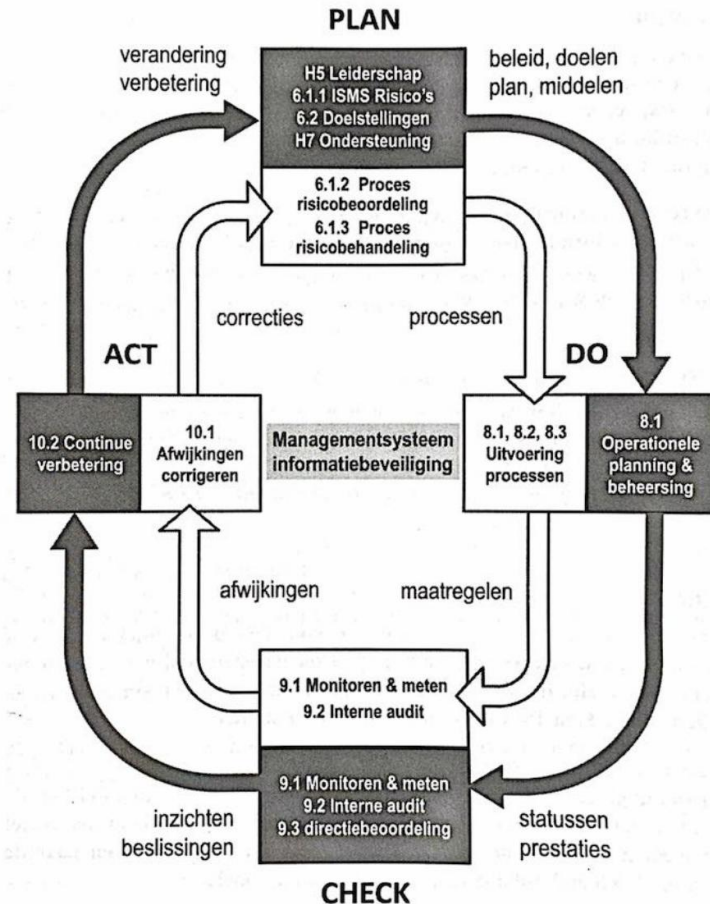 PLAN
verandering
verbetering
H5 Leiderschap
6.1.1 ISMS Risico's
6.2 Doelstellingen
H7 Ondersteuning
beleid, doelen
plan, middelen
6.1.2 Proces
risicobeoordeling
6.1.3 Proces
risicobehandeling
correcties
processen
ACT
DO
10.2 Continue
verbetering
10.1
Afwijkingen
corrigeren
Managementsysteem
informatiebeveiliging
8.1, 8.2, 8.3
Uitvoering
processen
8.1
Operationele
planning &
beheersing
afwijkingen
maatregelen
9.1 Monitoren & meten
9.2 Interne audit
9.1 Monitoren & meten
9.2 Interne audit
9.3 directiebeoordeling
inzichten
beslissingen
statussen
prestaties
CHECK